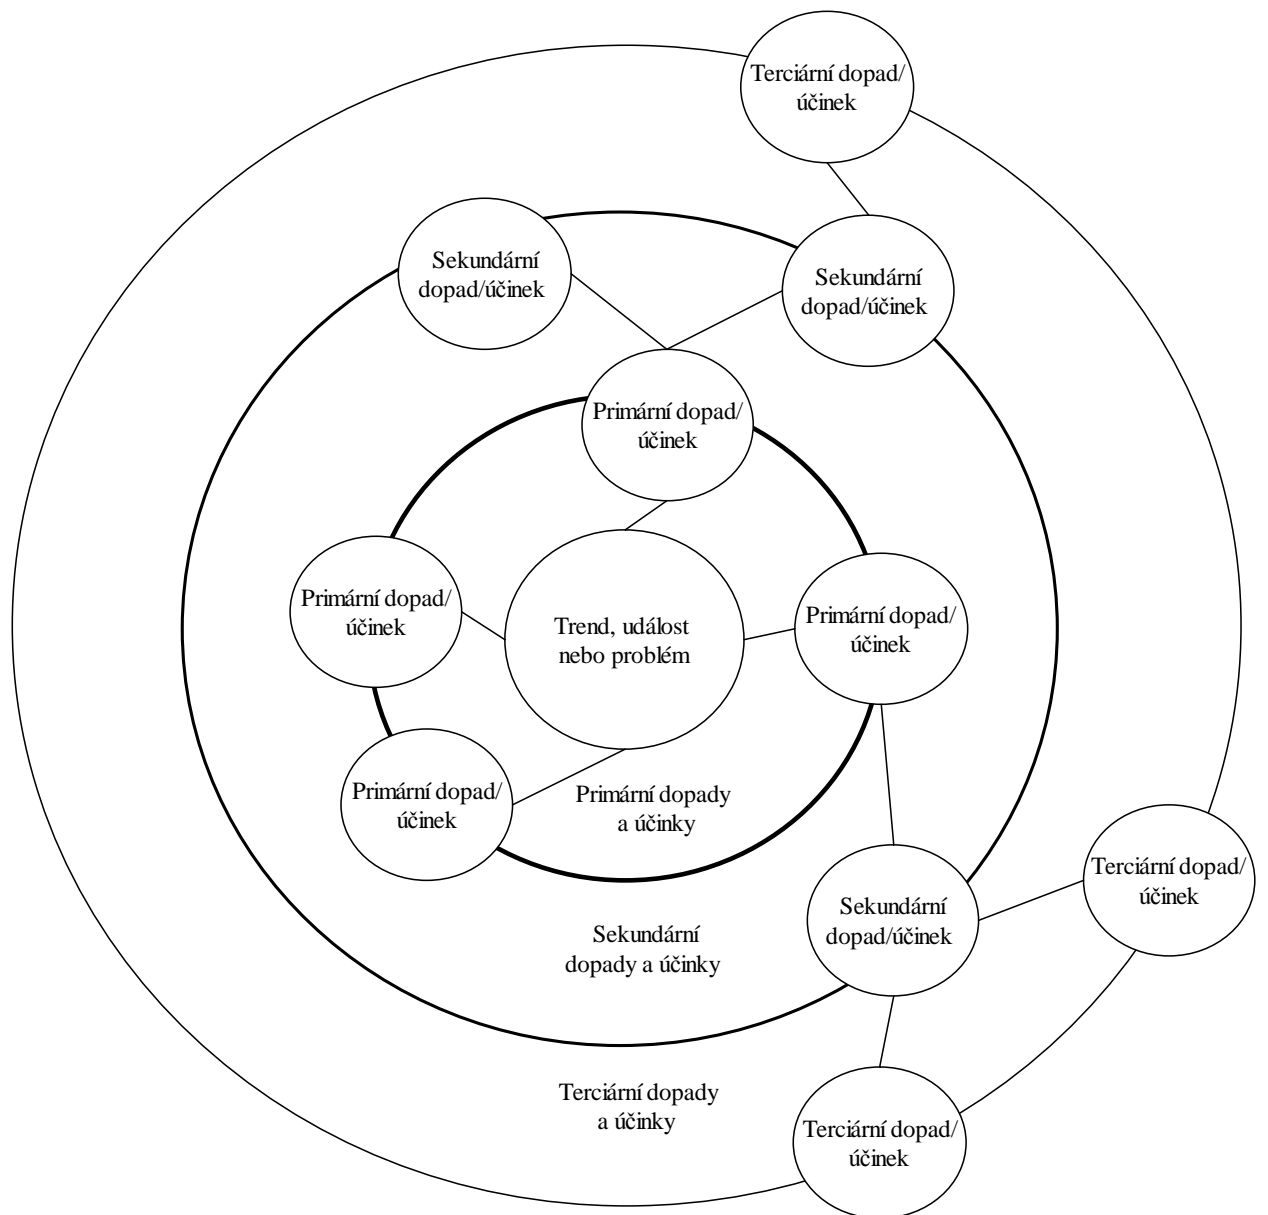 Terciární dopad/
účinek
Sekundární
dopad/účinek
Sekundární
dopad/účinek
Primární dopad/
účinek
Primární dopad/
účinek
Trend, událost
nebo problém
Primární dopad/
účinek
Primární dopad/
účinek
Primární dopady
a účinky
Terciární dopad/
účinek
Sekundární
dopad/účinek
Sekundární
dopady a účinky
Terciární dopady
a účinky
Terciární dopad/
účinek